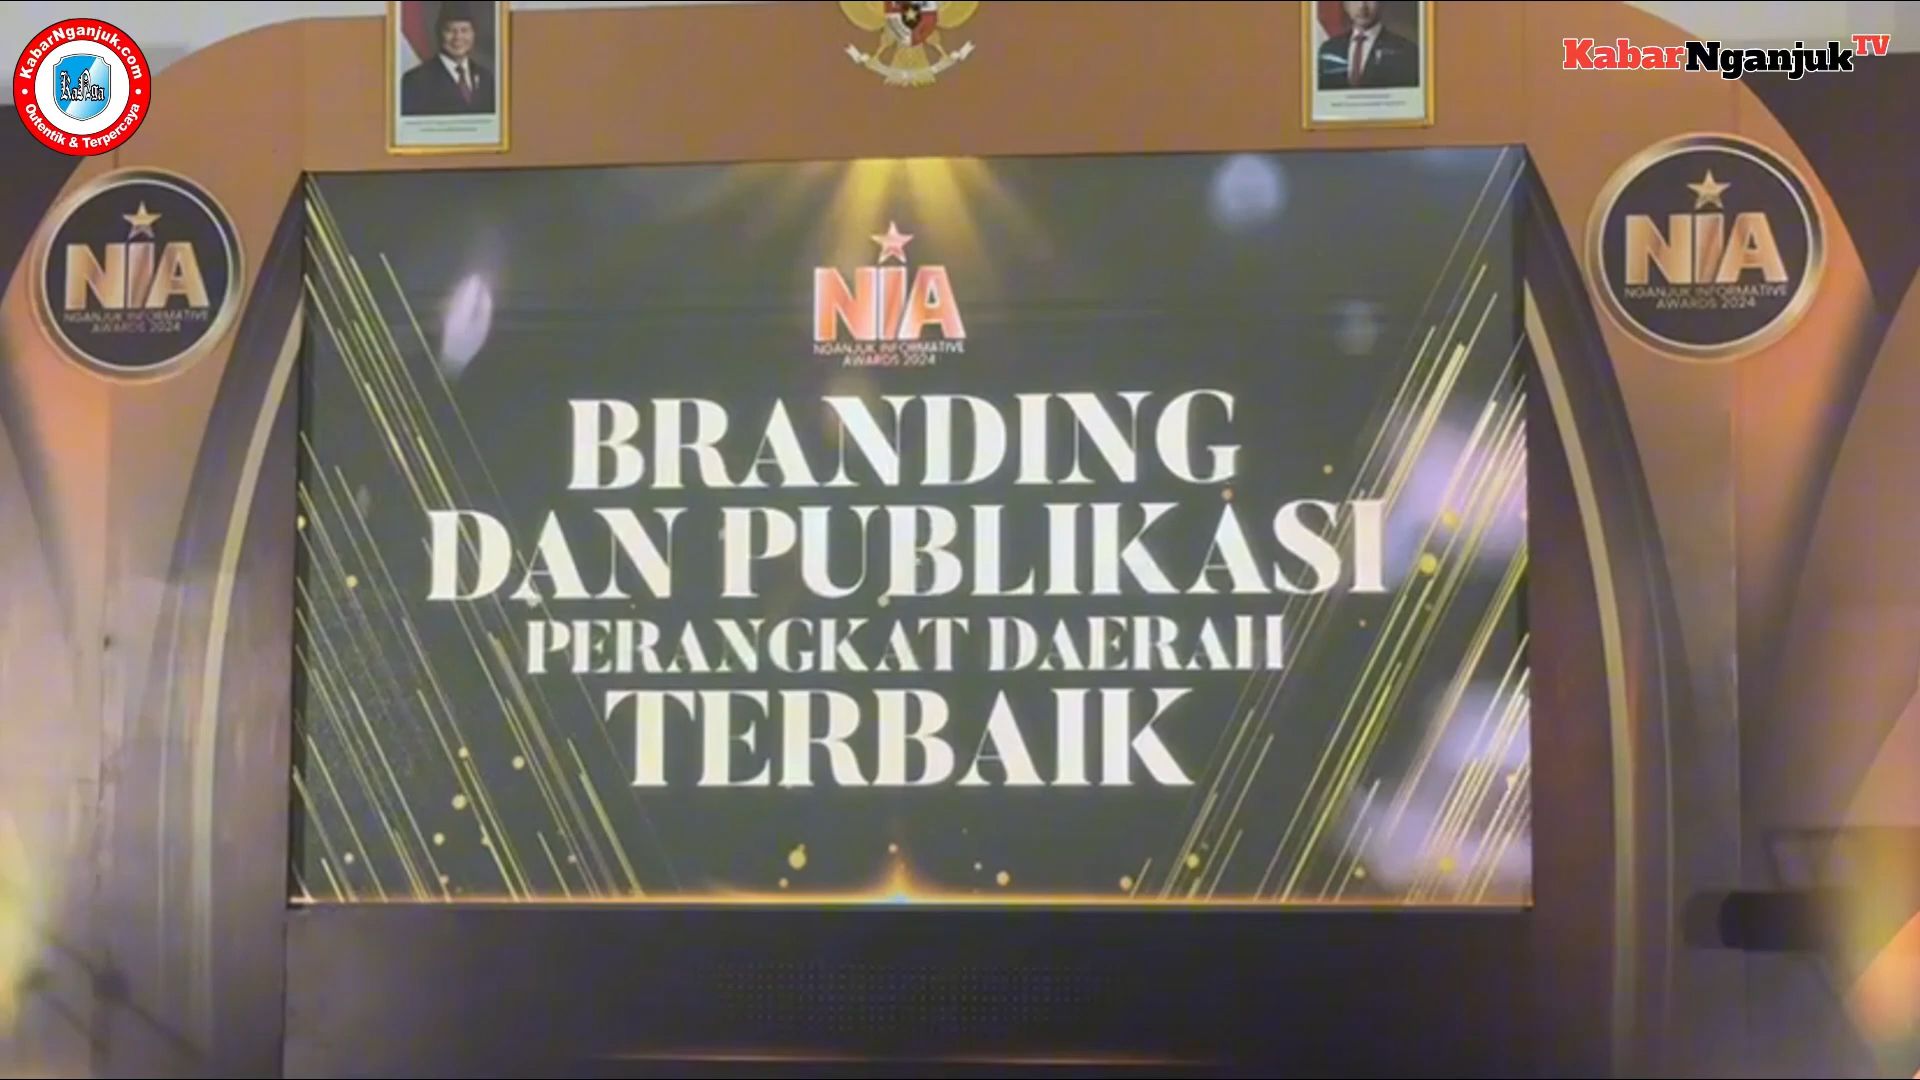 KabarNganjuk.com
RaNga
Outentik & Terpercaya
KabarNganjukTV
NIA
NGANJUK INFORMATIVE
AWARDS 2024
NIA
NGANJUK INFORMATIVE
AWARDS 2024
NIA
NGANJUK INFORMATIVE
AWARDS 2024
BRANDING
DAN PUBLIKASI
PERANGKAT DAERAH
TERBAIK